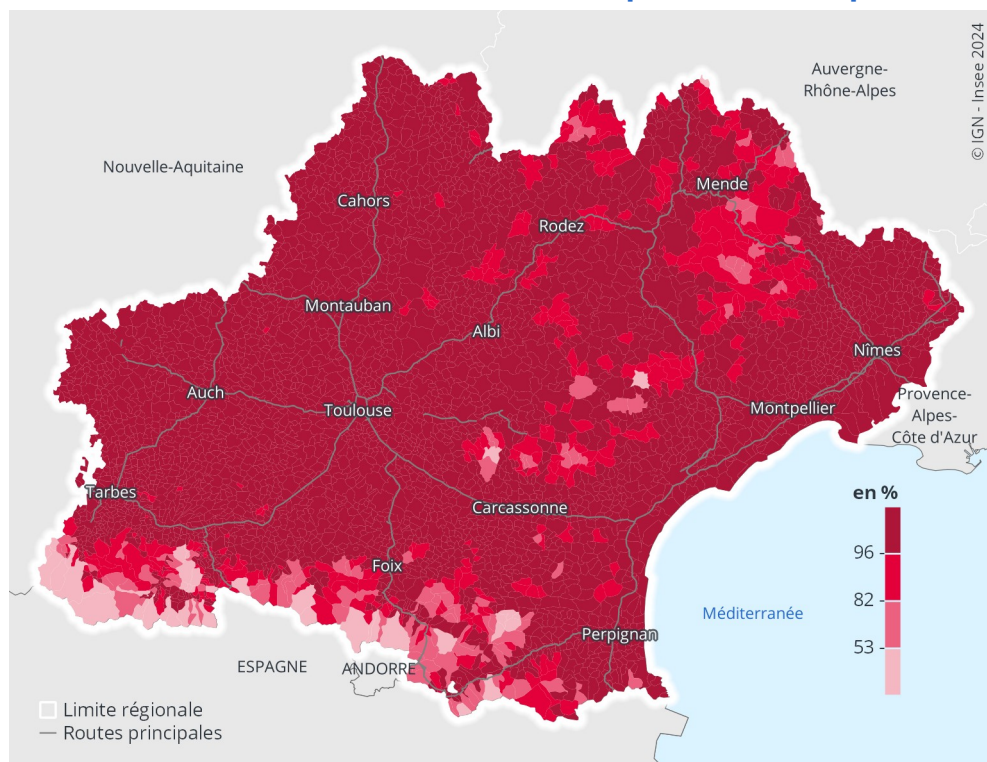 © IGN - Insee 2024
Auvergne-
Rhône-Alpes
Nouvelle-Aquitaine
Mende
Cahors
Rodez
Montauban
Albi
Nîmes
Auch
Toulouse
Montpellier
Provence-
Alpes-
Côte d'Azur
Tarbes
Carcassonne
en %
96
82
53
Foix
Méditerranée
Perpignan
ESPAGNE
ANDORRE
Limite régionale
Routes principales